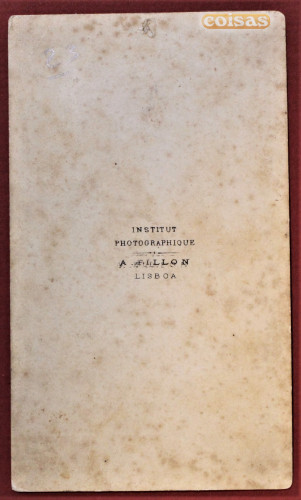 coisas
INSTITUT
PHOTOGRAPHIQUE
A FILLON
LISBOA